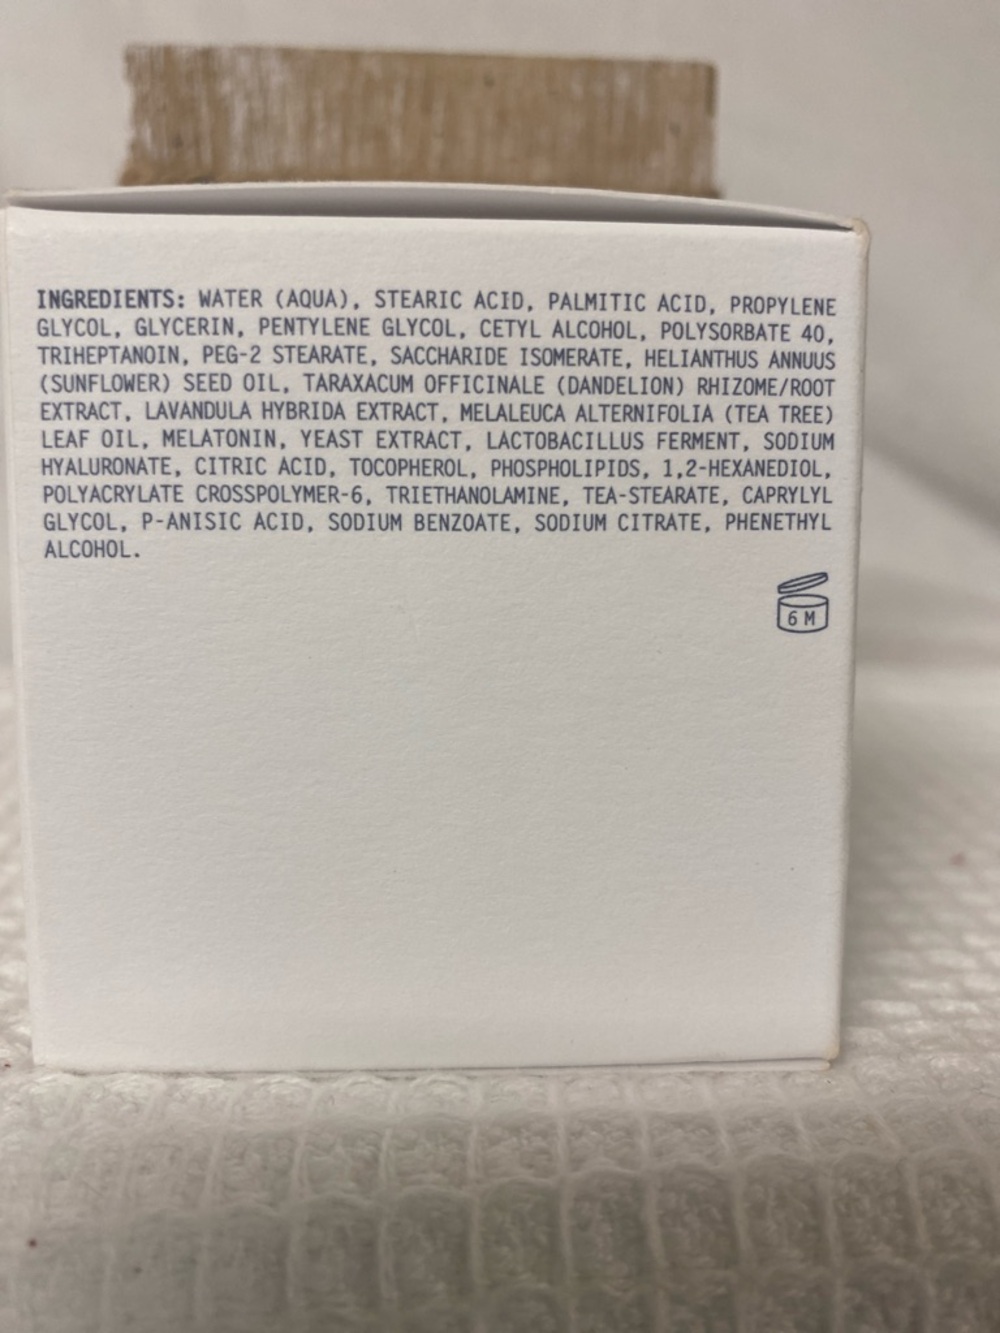 INGREDIENTS: WATER (AQUA), STEARIC ACID, PALMITIC ACID, PROPYLENE
GLYCOL, GLYCERIN, PENTYLENE GLYCOL, CETYL ALCOHOL, POLYSORBATE 40,
TRIHEPTANOIN, PEG-2 STEARATE, SACCHARIDE ISOMERATE, HELIANTHUS ANNUUS
(SUNFLOWER) SEED OIL, TARAXACUM OFFICINALE (DANDELION) RHIZOME/ROOT
EXTRACT, LAVANDULA HYBRIDA EXTRACT, MELALEUCA ALTERNIFOLIA (TEA TREE)
LEAF OIL, MELATONIN, YEAST EXTRACT, LACTOBACILLUS FERMENT, SODIUM
HYALURONATE, CITRIC ACID, TOCOPHEROL, PHOSPHOLIPIDS, 1,2-HEXANEDIOL,
POLYACRYLATE CROSSPOLYMER-6, TRIETHANOLAMINE, TEA-STEARATE, CAPRYLYL
GLYCOL, P-ANISIC ACID, SODIUM BENZOATE, SODIUM CITRATE, PHENETHYL
ALCOHOL.
6 M